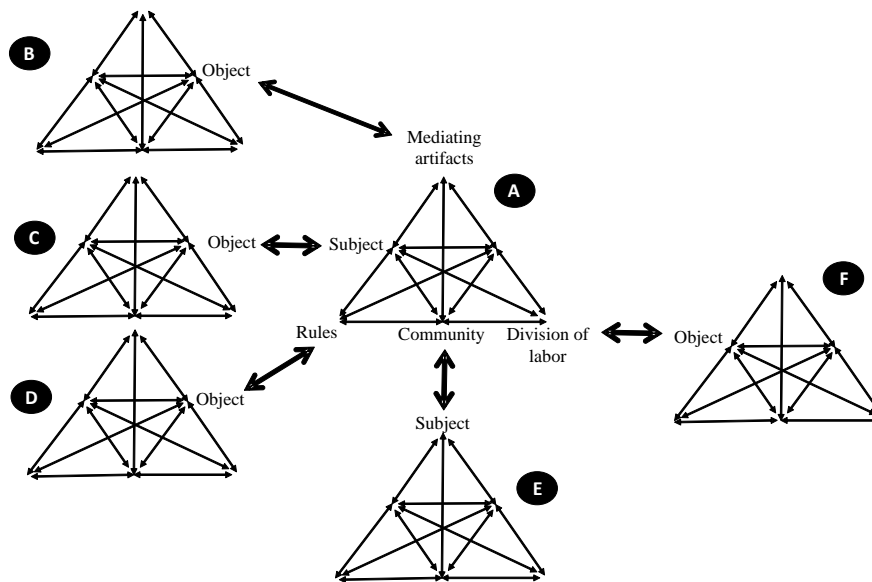 B
Object
Mediating
artifacts
A
C
Object
Subject
F
Rules
Community
Division of
labor
Object
D
Object
Subject
E